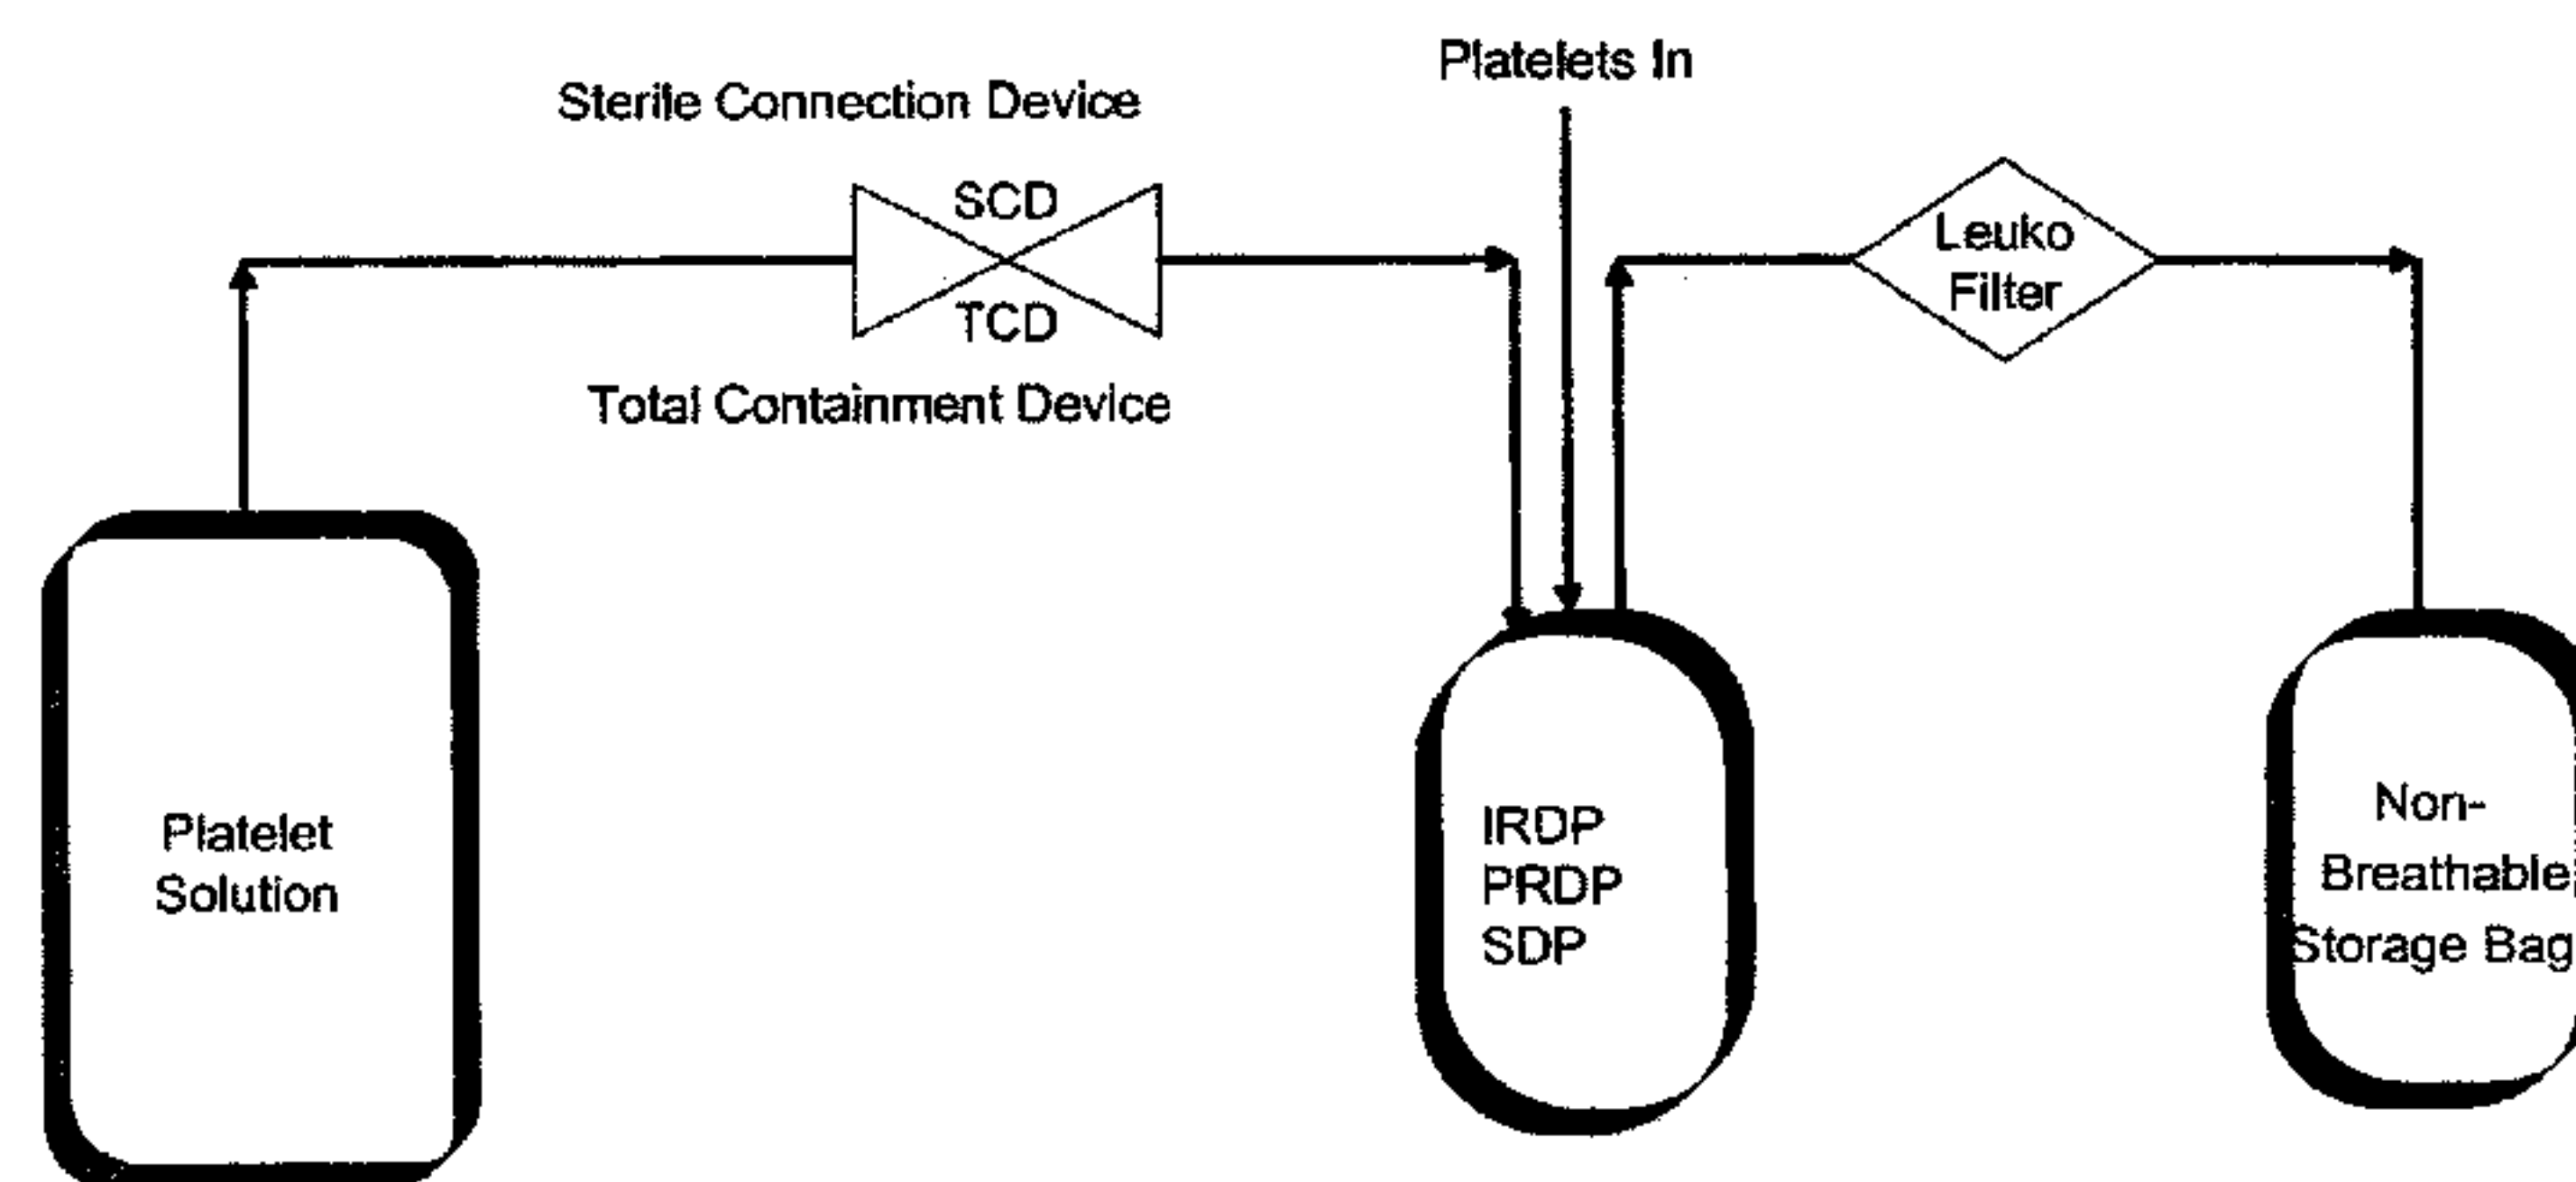 Platelets In
Sterile Connection Device
SCD
TCD
Total Containment Device
Leuko
Filter
Platelet
Solution
IRDP
PRDP
SDP
Non-
Breathable
Storage Bag